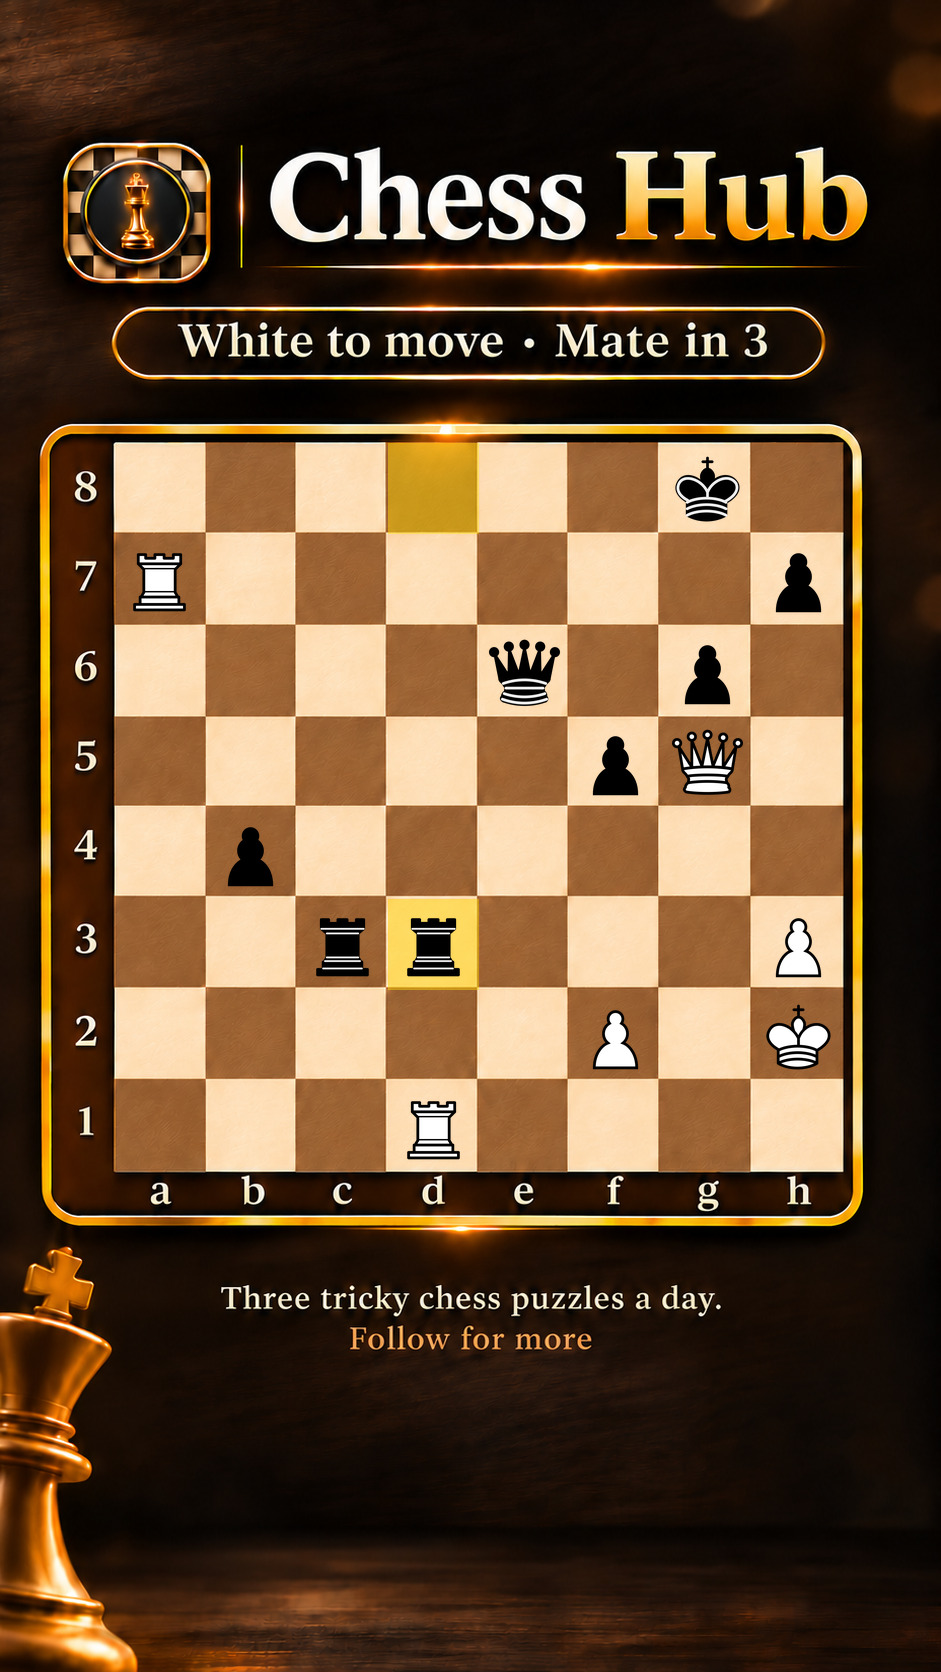 Chess Hub
White to move • Mate in 3
8
7
6
5
4
3
2
1
a b c d e f g h
Three tricky chess puzzles a day.
Follow for more